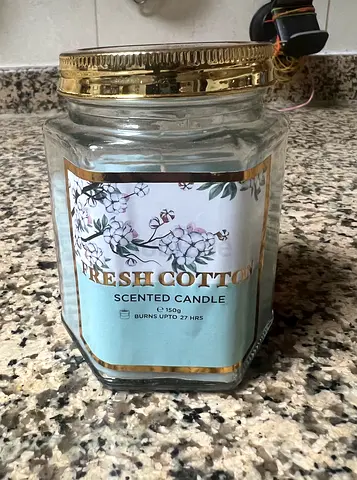 FRESH COTTON
SCENTED CANDLE
℮ 150g
BURNS UPTO 27 HRS